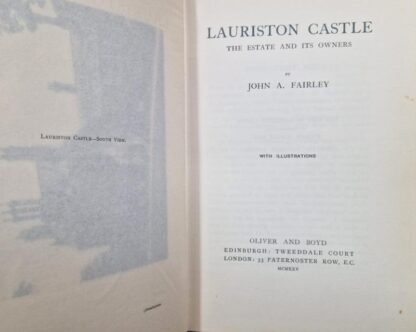 LAURISTON CASTLE—SOUTH VIEW.
LAURISTON CASTLE
THE ESTATE AND ITS OWNERS
BY
JOHN A. FAIRLEY
WITH ILLUSTRATIONS
OLIVER AND BOYD
EDINBURGH: TWEEDDALE COURT
LONDON: 33 PATERNOSTER ROW, E.C.
MCMXXV